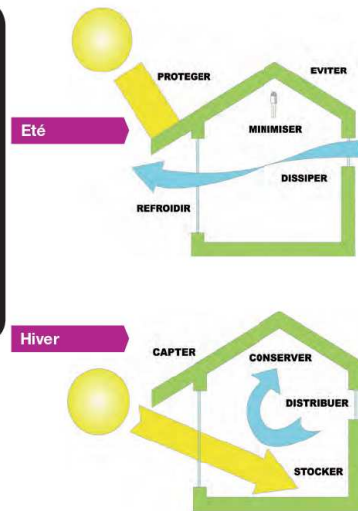 PROTEGER
EVITER
Eté
MINIMISER
DISSIPER
REFROIDIR
Hiver
CAPTER
CONSERVER
DISTRIBUER
STOCKER